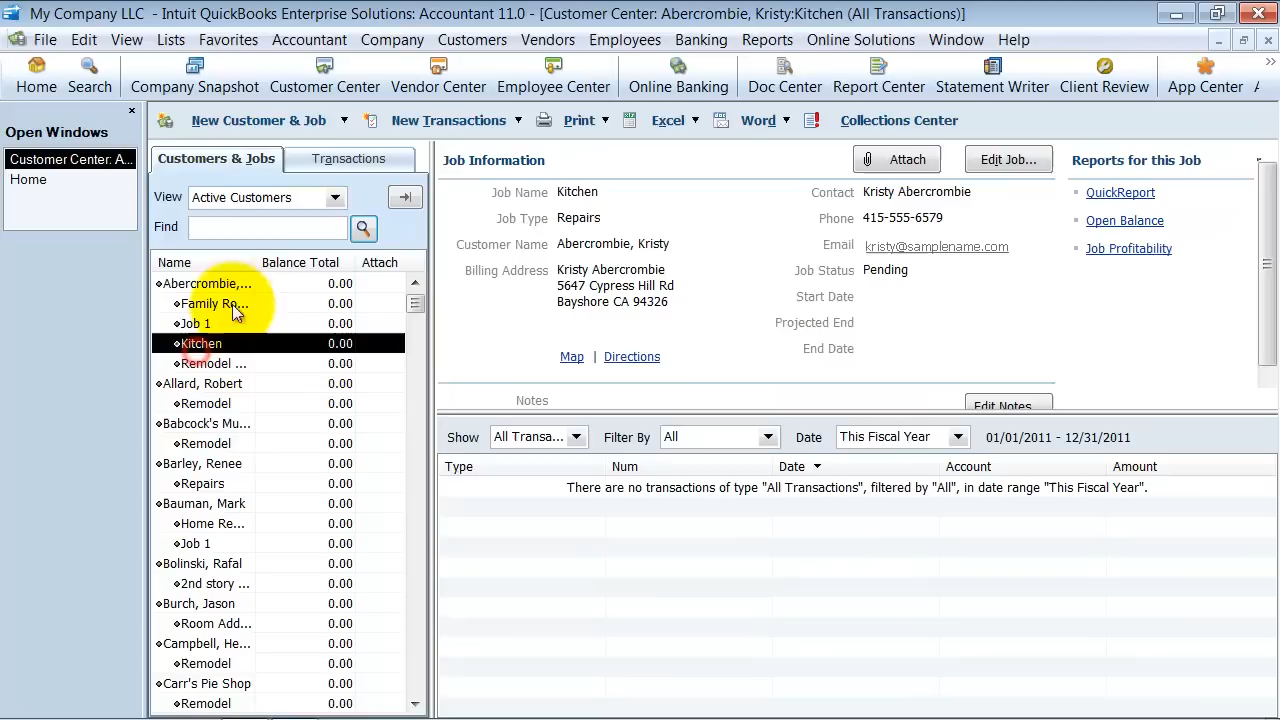 My Company LLC - Intuit QuickBooks Enterprise Solutions: Accountant 11.0 - [Customer Center: Abercrombie, Kristy:Kitchen (All Transactions)]
File Edit View Lists Favorites Accountant Company Customers Vendors Employees Banking Reports Online Solutions Window Help
Home Search Company Snapshot Customer Center Vendor Center Employee Center Online Banking Doc Center Report Center Statement Writer Client Review App Center
Open Windows
Customer Center: A...
Home
New Customer & Job New Transactions Print Excel Word Collections Center
Customers & Jobs Transactions
View Active Customers
Find
Name Balance Total Attach
Abercrombie,... 0.00
Family Ro... 0.00
Job 1 0.00
Kitchen 0.00
Remodel ... 0.00
Allard, Robert 0.00
Remodel 0.00
Babcock's Mu... 0.00
Remodel 0.00
Barley, Renee 0.00
Repairs 0.00
Bauman, Mark 0.00
Home Re... 0.00
Job 1 0.00
Bolinski, Rafal 0.00
2nd story ... 0.00
Burch, Jason 0.00
Room Add... 0.00
Campbell, He... 0.00
Remodel 0.00
Carr's Pie Shop 0.00
Remodel 0.00
Job Information Attach Edit Job...
Job Name Kitchen
Job Type Repairs
Customer Name Abercrombie, Kristy
Billing Address Kristy Abercrombie
5647 Cypress Hill Rd
Bayshore CA 94326
Map | Directions
Contact Kristy Abercrombie
Phone 415-555-6579
Email kristy@samplename.com
Job Status Pending
Start Date
Projected End
End Date
Notes Edit Notes...
Reports for this Job
QuickReport
Open Balance
Job Profitability
Show All Transa... Filter By All Date This Fiscal Year 01/01/2011 - 12/31/2011
Type Num Date Account Amount
There are no transactions of type "All Transactions", filtered by "All", in date range "This Fiscal Year".